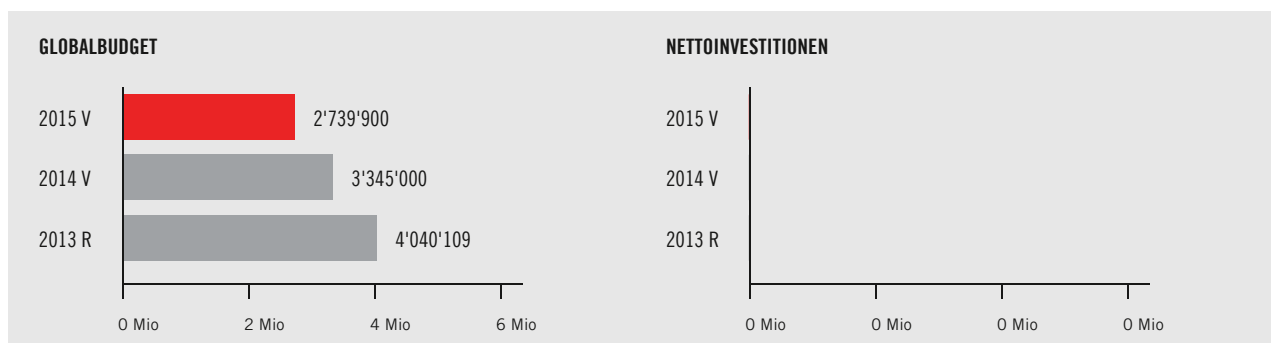 GLOBALBUDGET
2015 V 2'739'900
2014 V 3'345'000
2013 R 4'040'109
0 Mio 2 Mio 4 Mio 6 Mio
NETTOINVESTITIONEN
2015 V
2014 V
2013 R
0 Mio 0 Mio 0 Mio 0 Mio